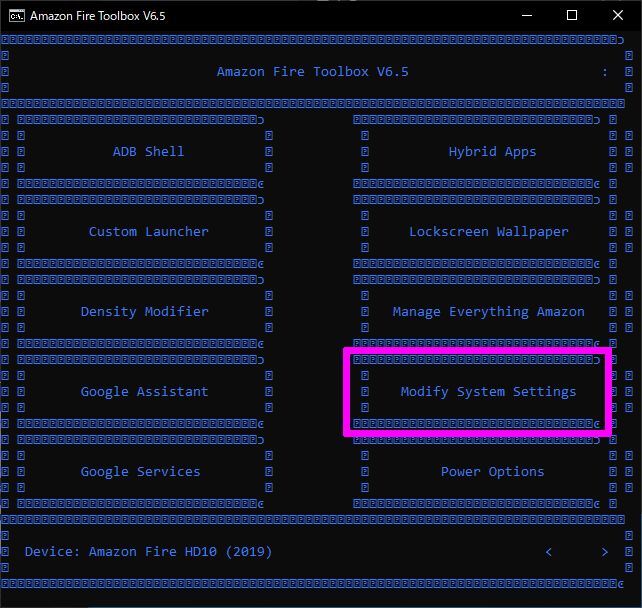 Amazon Fire Toolbox V6.5
Amazon Fire Toolbox V6.5 :
ADB Shell Hybrid Apps
Custom Launcher Lockscreen Wallpaper
Density Modifier Manage Everything Amazon
Google Assistant Modify System Settings
Google Services Power Options
Device: Amazon Fire HD10 (2019) < >